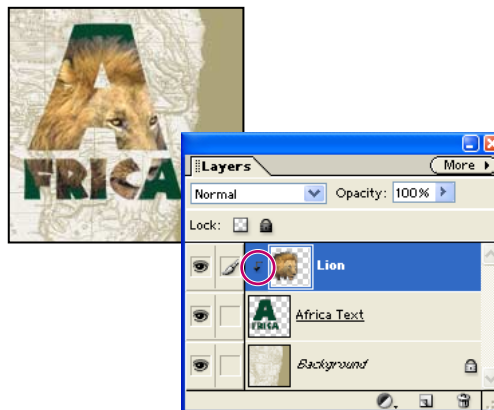 A
FRICA
Layers
More
Normal
Opacity: 100%
Lock:
Lion
A
FRICA
Africa Text
Background